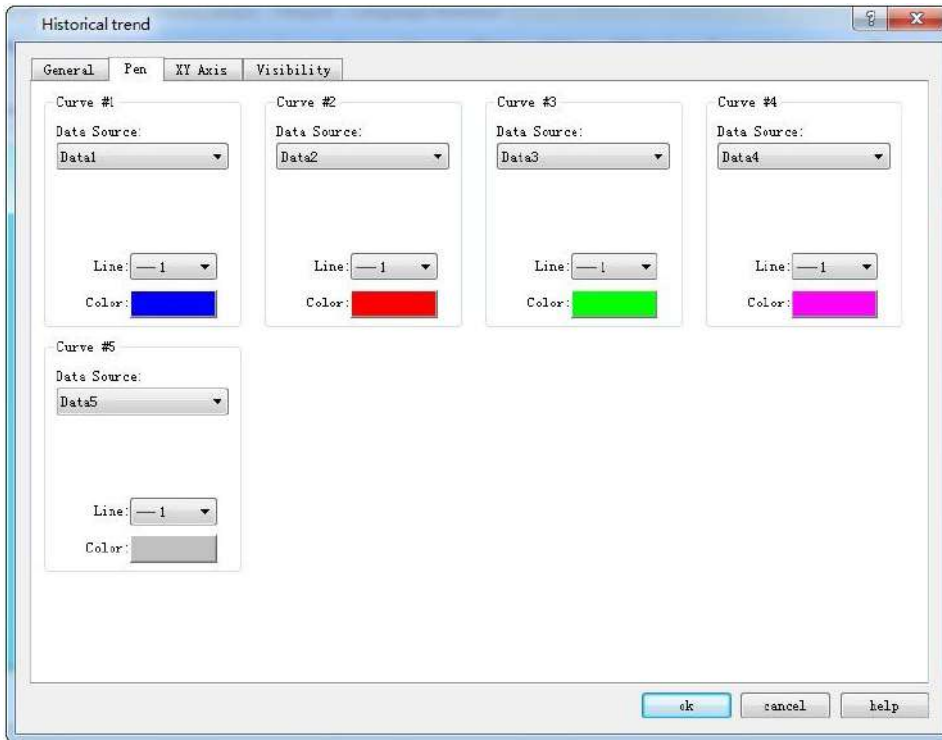 Historical trend
General Pen XY Axis Visibility
Curve #1 Curve #2 Curve #3 Curve #4
Data Source: Data Source: Data Source: Data Source:
Data1 Data2 Data3 Data4
Line: 1 Line: 1 Line: 1 Line: 1
Color: Color: Color: Color:
Curve #5
Data Source:
Data5
Line: 1
Color:
ok cancel help